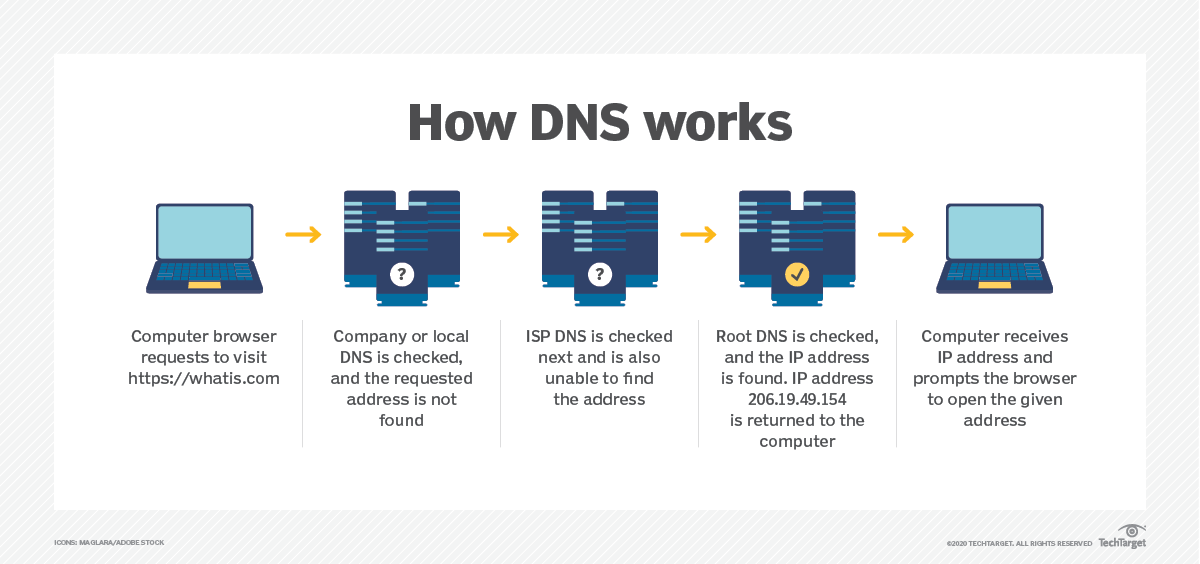 How DNS works
?
?
Computer browser
requests to visit
https://whatis.com
Company or local
DNS is checked,
and the requested
address is not
found
ISP DNS is checked
next and is also
unable to find
the address
Root DNS is checked,
and the IP address
is found. IP address
206.19.49.154
is returned to the
computer
Computer receives
IP address and
prompts the browser
to open the given
address
ICONS: MAGLARA/ADOBE STOCK
©2020 TECHTARGET. ALL RIGHTS RESERVED
TechTarget